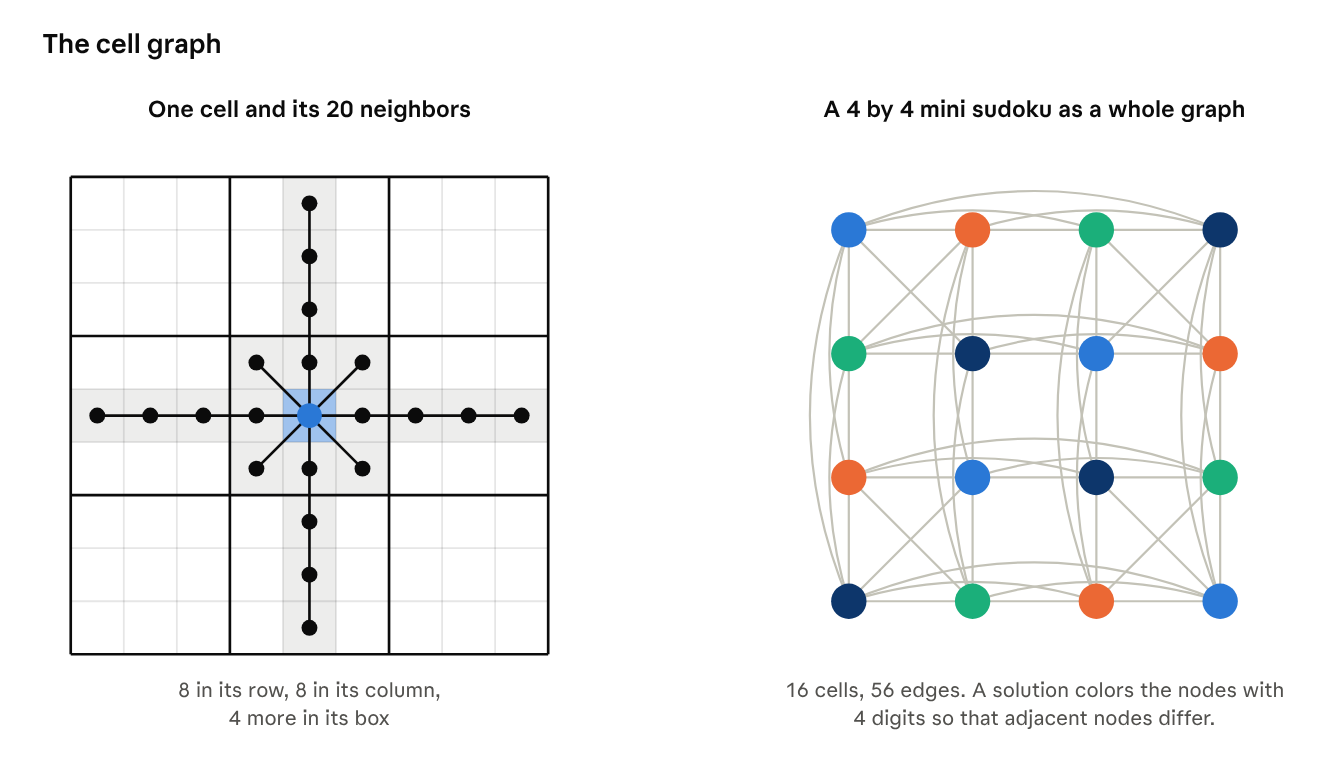 The cell graph
One cell and its 20 neighbors
A 4 by 4 mini sudoku as a whole graph
8 in its row, 8 in its column,
4 more in its box
16 cells, 56 edges. A solution colors the nodes with
4 digits so that adjacent nodes differ.